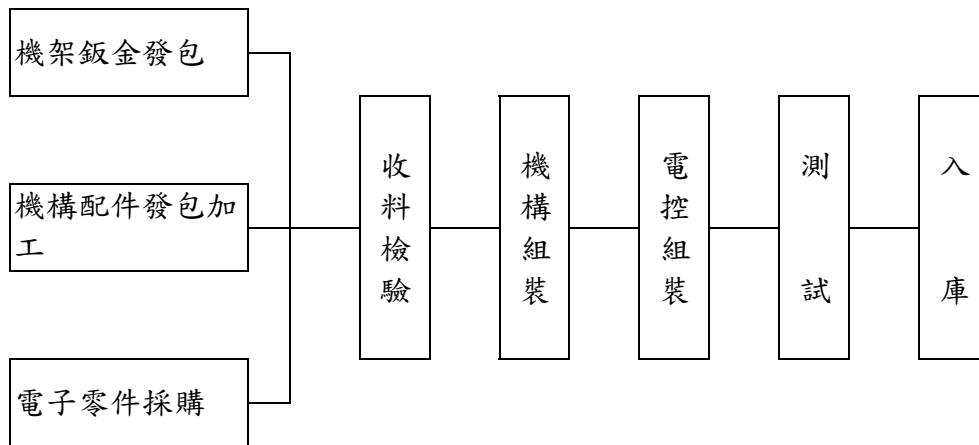 機架鈑金發包
機構配件發包加
工
電子零件採購
收料檢驗
機構組裝
電控組裝
測試
入庫